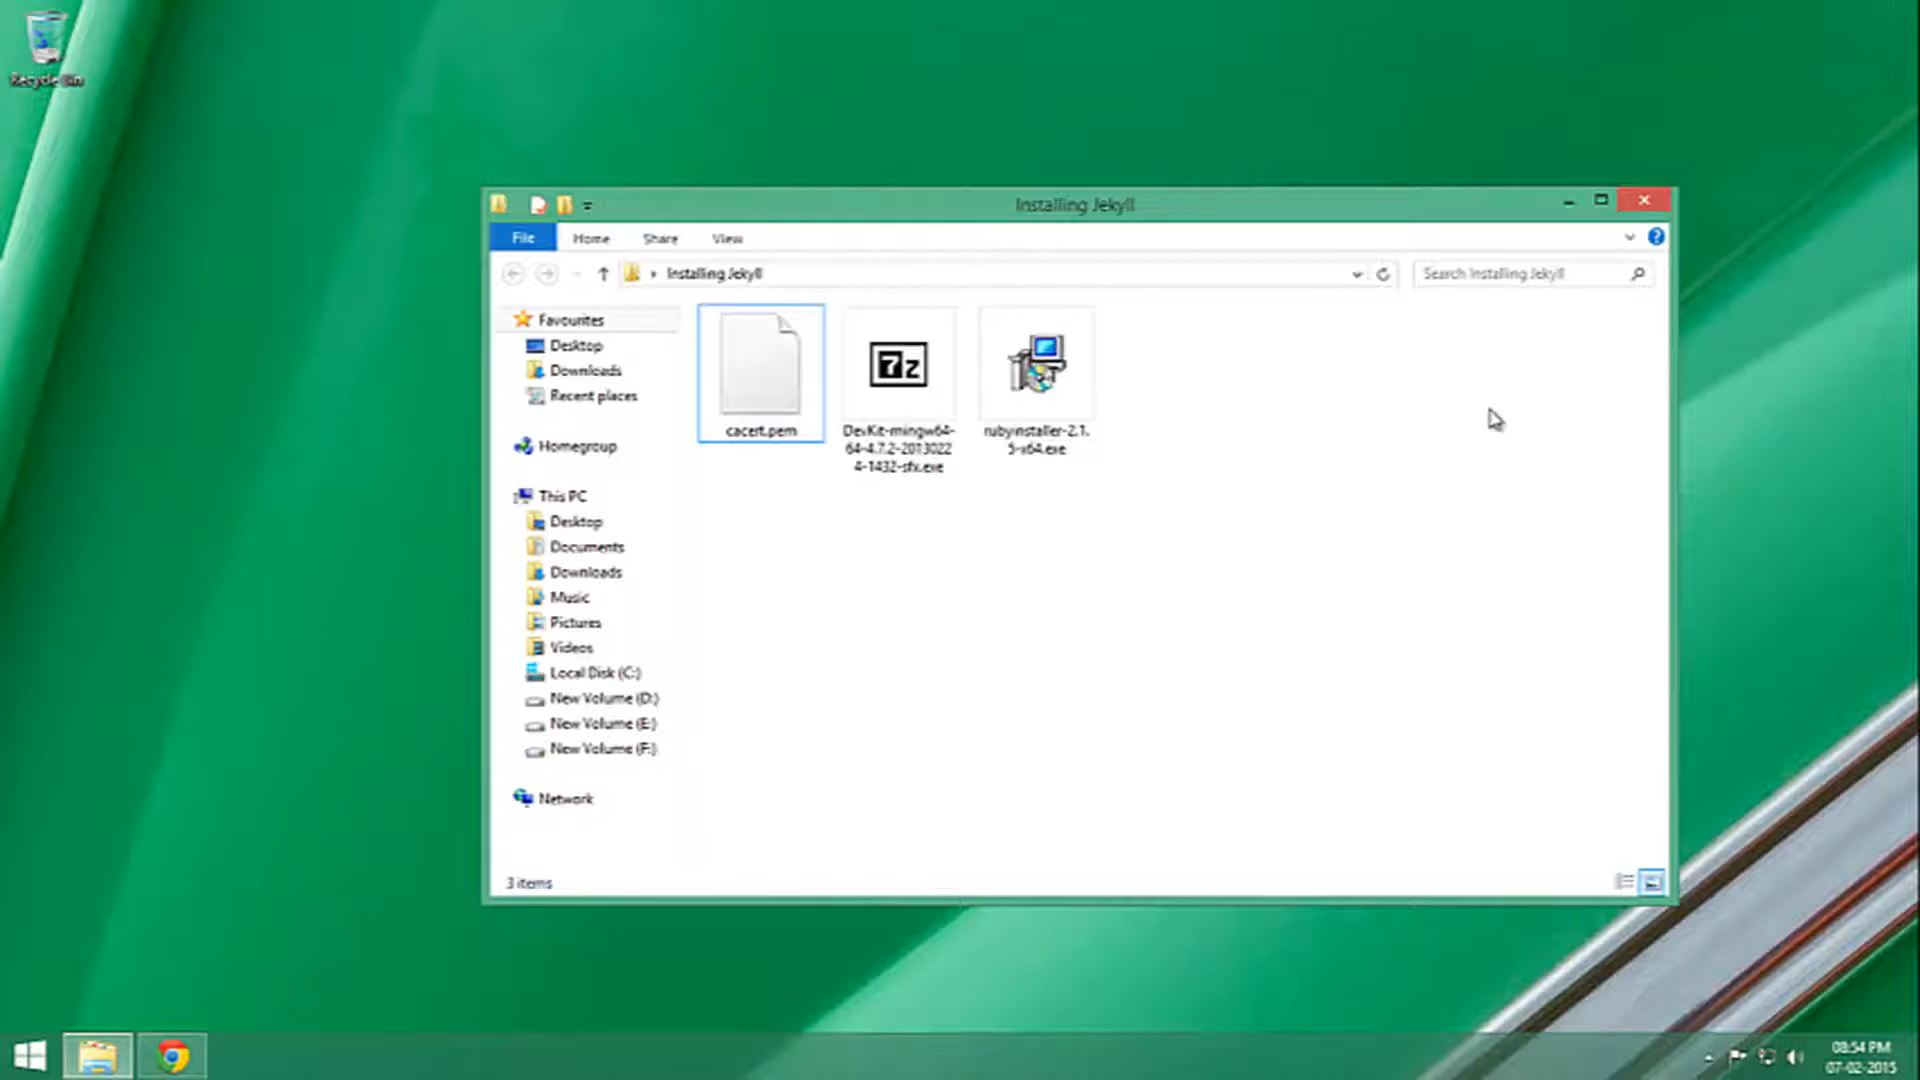 Recycle Bin
Installing Jekyll
File
Home
Share
View
Installing Jekyll
Search Installing Jekyll
Favourites
Desktop
Downloads
Recent places
Homegroup
This PC
Desktop
Documents
Downloads
Music
Pictures
Videos
Local Disk (C:)
New Volume (D:)
New Volume (E:)
New Volume (F:)
Network
cacert.pem
DevKit-mingw64-
64-4.7.2-2013022
4-1432-sfx.exe
7z
rubyinstaller-2.1.
5-x64.exe
3 items
08:54 PM
07-02-2015